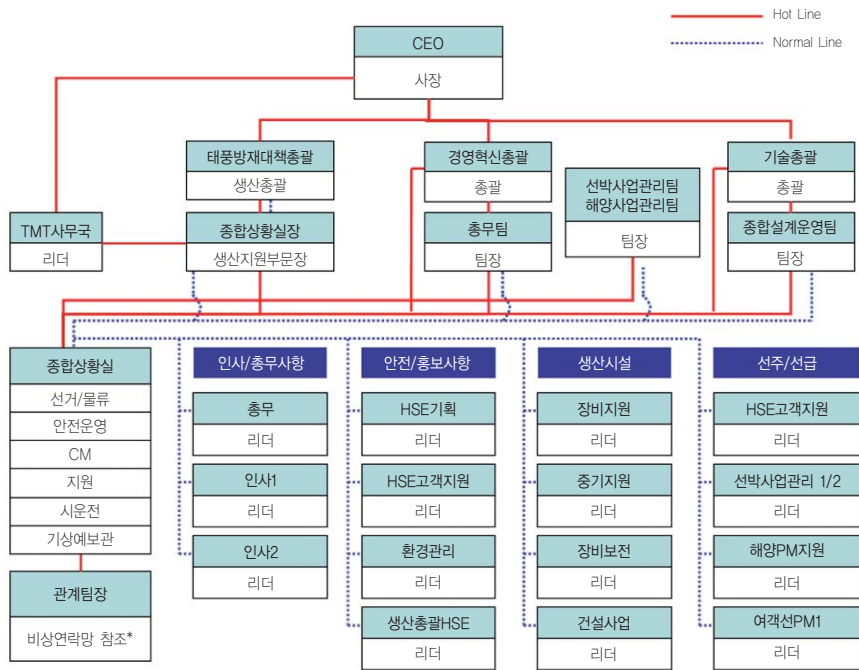 Hot Line
Normal Line
CEO
사장
태풍방재대책총괄
생산총괄
경영혁신총괄
총괄
선박사업관리팀
해양사업관리팀
팀장
기술총괄
총괄
TMT사무국
리더
종합상황실장
생산지원부문장
총무팀
팀장
종합설계운영팀
팀장
종합상황실
선거/물류
안전운영
CM
지원
시운전
기상예보관
관계팀장
비상연락망 참조*
인사/총무사항
총무
리더
인사1
리더
인사2
리더
안전/홍보사항
HSE기획
리더
HSE고객지원
리더
환경관리
리더
생산총괄HSE
리더
생산시설
장비지원
리더
중기지원
리더
장비보전
리더
건설사업
리더
선주/선급
HSE고객지원
리더
선박사업관리 1/2
리더
해양PM지원
리더
여객선PM1
리더